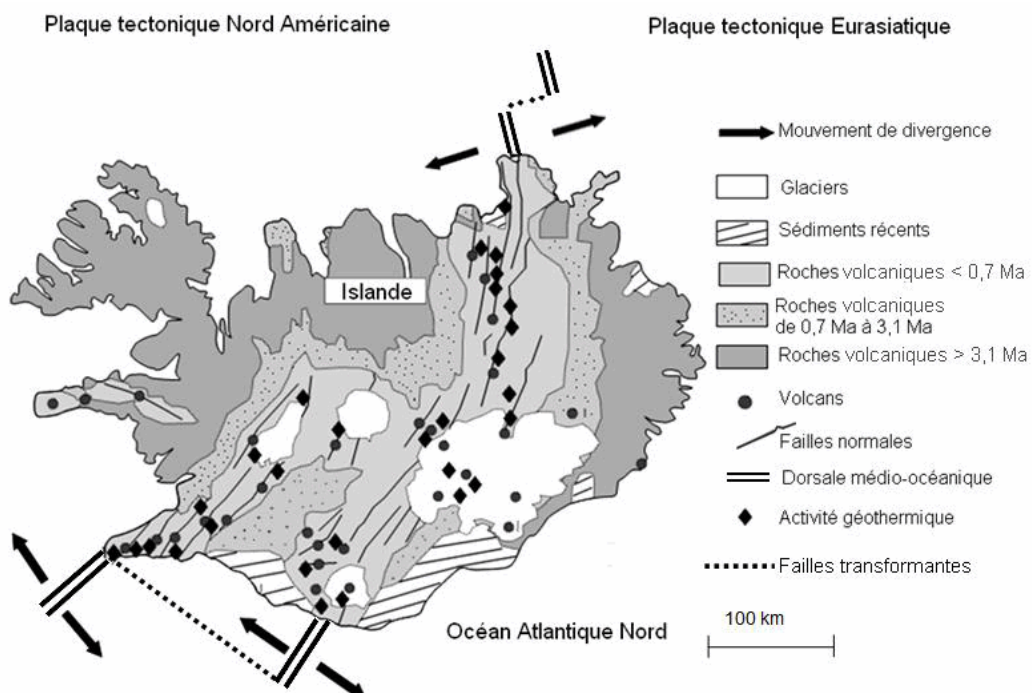 Plaque tectonique Nord Américaine
Plaque tectonique Eurasiatique
Mouvement de divergence
Glaciers
Sédiments récents
Islande
Roches volcaniques < 0,7 Ma
Roches volcaniques
de 0,7 Ma à 3,1 Ma
Roches volcaniques > 3,1 Ma
Volcans
Failles normales
Dorsale médio-océanique
Activité géothermique
Failles transformantes
Océan Atlantique Nord
100 km